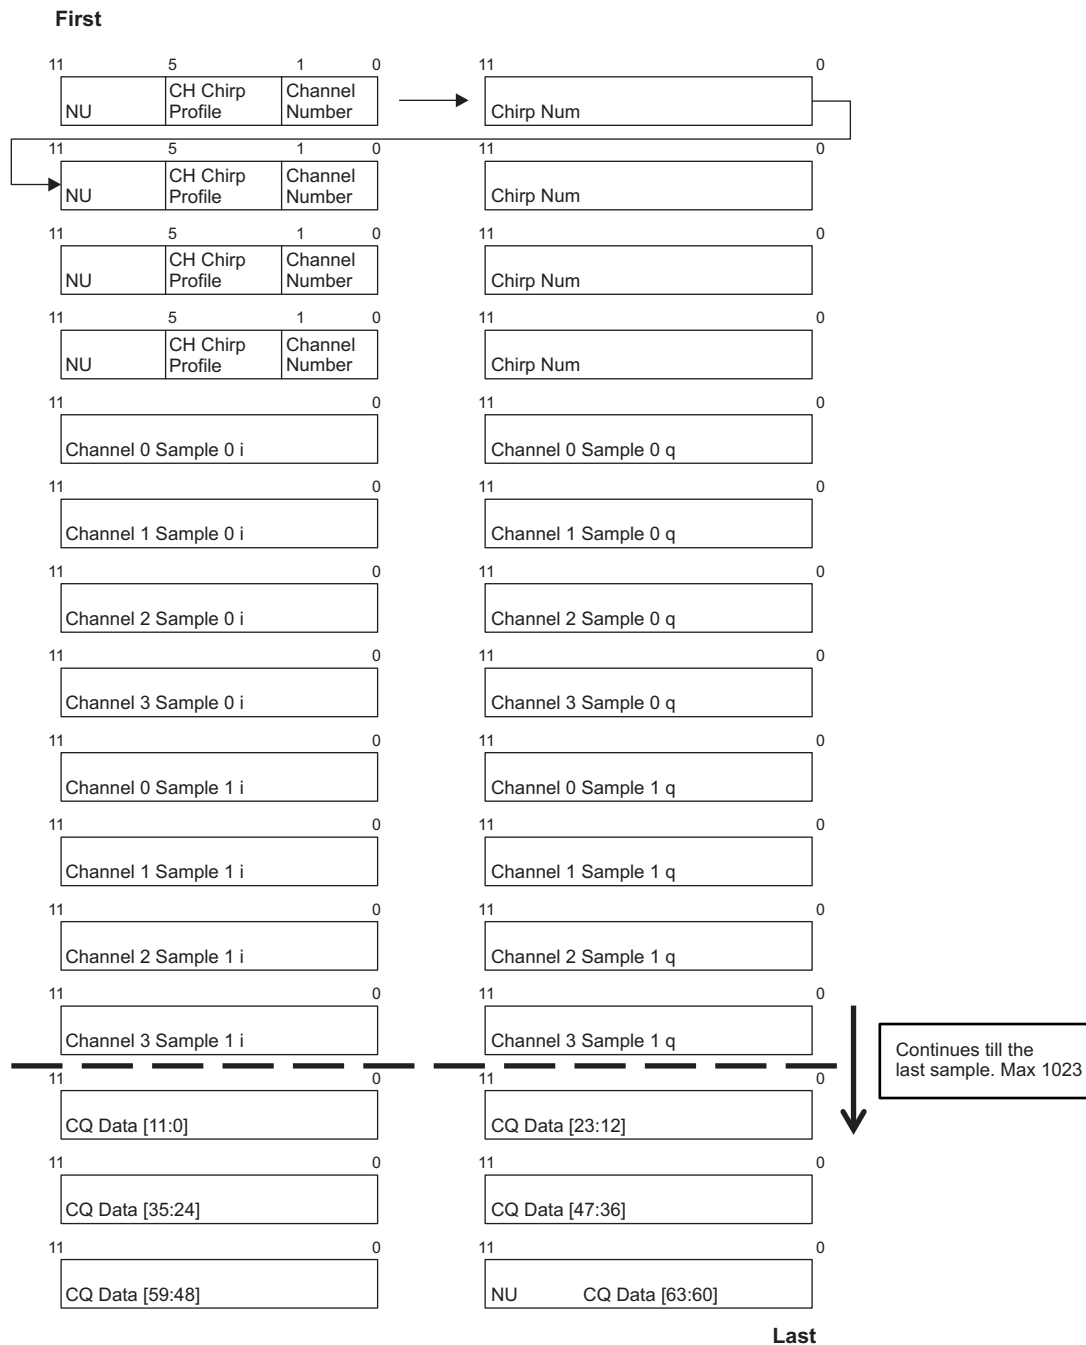 First
11 5 1 0 11 0
NU CH Chirp Profile Channel Number Chirp Num
11 5 1 0 11 0
NU CH Chirp Profile Channel Number Chirp Num
11 5 1 0 11 0
NU CH Chirp Profile Channel Number Chirp Num
11 5 1 0 11 0
NU CH Chirp Profile Channel Number Chirp Num
11 0 11 0
Channel 0 Sample 0 i Channel 0 Sample 0 q
11 0 11 0
Channel 1 Sample 0 i Channel 1 Sample 0 q
11 0 11 0
Channel 2 Sample 0 i Channel 2 Sample 0 q
11 0 11 0
Channel 3 Sample 0 i Channel 3 Sample 0 q
11 0 11 0
Channel 0 Sample 1 i Channel 0 Sample 1 q
11 0 11 0
Channel 1 Sample 1 i Channel 1 Sample 1 q
11 0 11 0
Channel 2 Sample 1 i Channel 2 Sample 1 q
11 0 11 0
Channel 3 Sample 1 i Channel 3 Sample 1 q
Continues till the
last sample. Max 1023
11 0 11 0
CQ Data [11:0] CQ Data [23:12]
11 0 11 0
CQ Data [35:24] CQ Data [47:36]
11 0 11 0
CQ Data [59:48] NU CQ Data [63:60]
Last